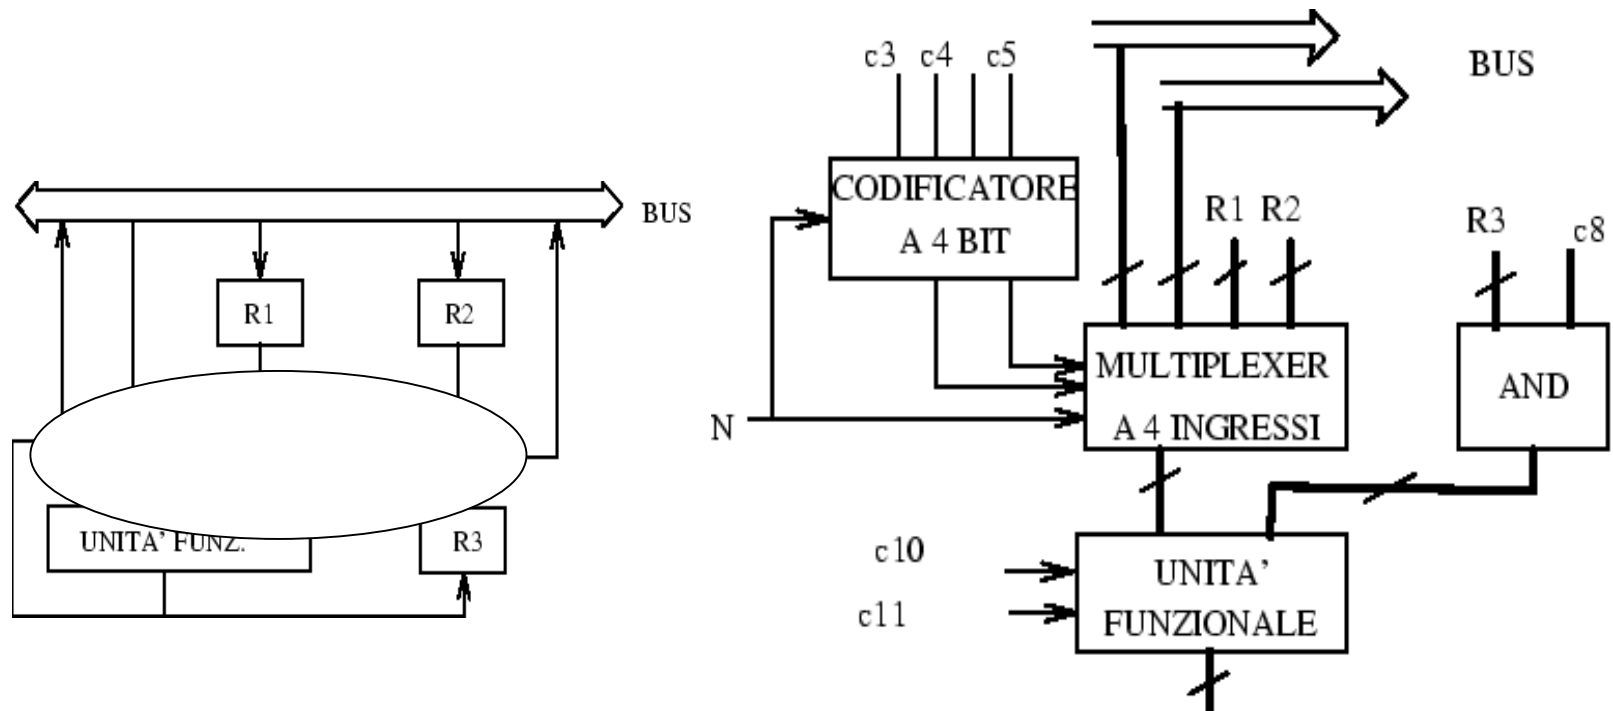 BUS
R1
R2
UNITA' FUNZ.
R3
c3 c4 c5
BUS
CODIFICATORE
A 4 BIT
R1 R2
R3
c8
MULTIPLEXER
A 4 INGRESSI
AND
N
c10
c11
UNITA'
FUNZIONALE